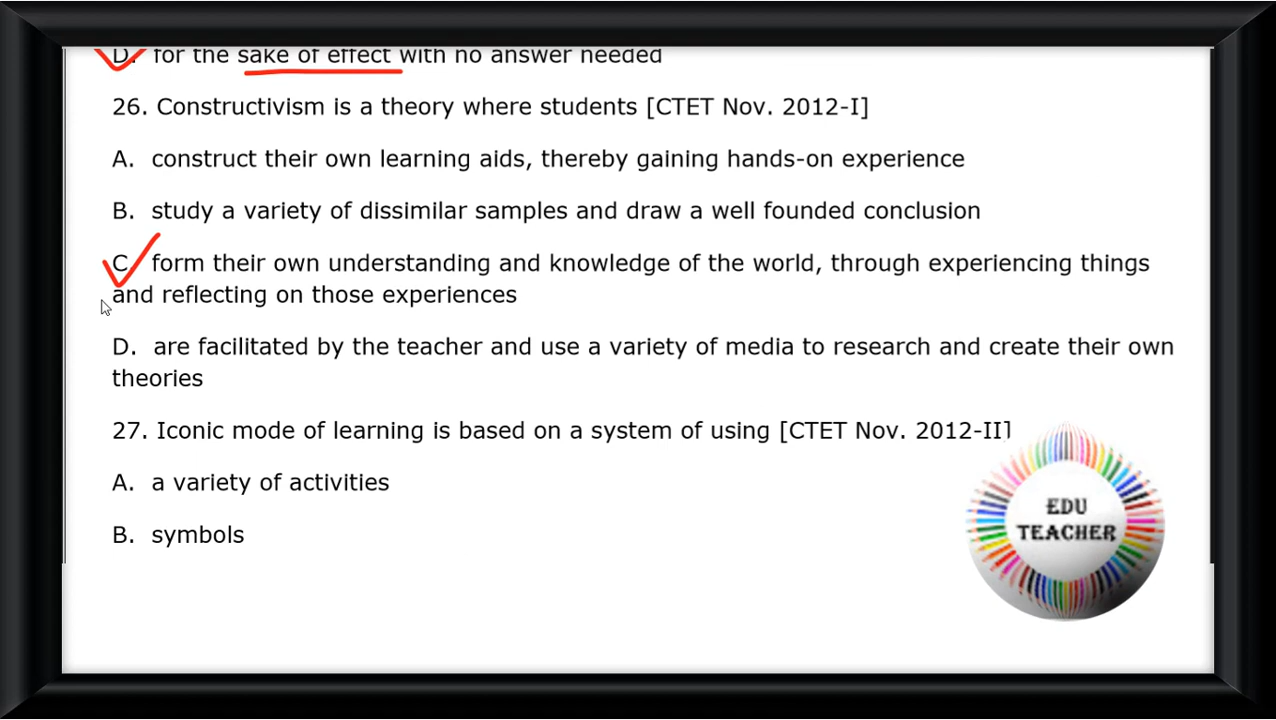 D. for the sake of effect with no answer needed
26. Constructivism is a theory where students [CTET Nov. 2012-I]
A. construct their own learning aids, thereby gaining hands-on experience
B. study a variety of dissimilar samples and draw a well founded conclusion
C. form their own understanding and knowledge of the world, through experiencing things
and reflecting on those experiences
D. are facilitated by the teacher and use a variety of media to research and create their own
theories
27. Iconic mode of learning is based on a system of using [CTET Nov. 2012-II]
A. a variety of activities
B. symbols
EDU
TEACHER